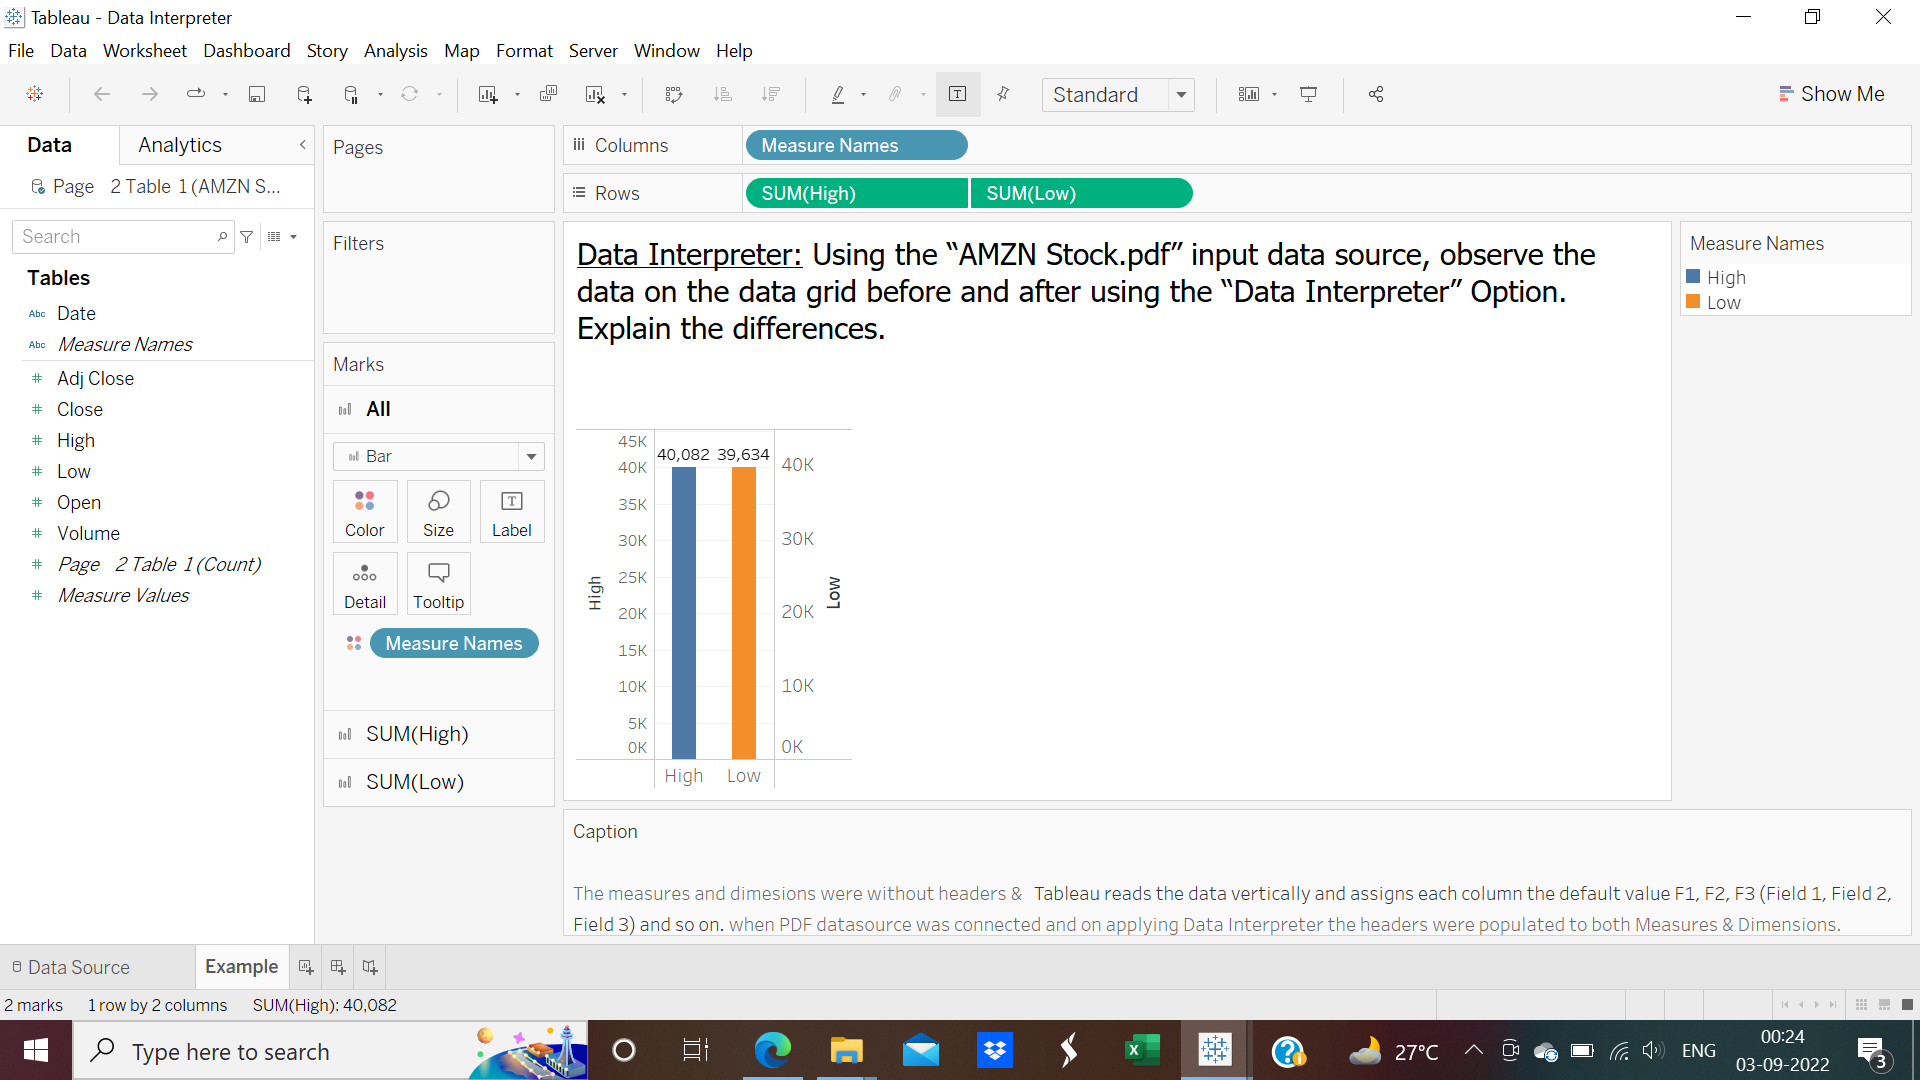 Tableau - Data Interpreter
File Data Worksheet Dashboard Story Analysis Map Format Server Window Help
Standard
Show Me
Data Analytics
Page 2 Table 1 (AMZN S...
Search
Tables
Abc Date
Abc Measure Names
# Adj Close
# Close
# High
# Low
# Open
# Volume
# Page 2 Table 1 (Count)
# Measure Values
Pages
Filters
Marks
All
Bar
Color Size Label
Detail Tooltip
Measure Names
SUM(High)
SUM(Low)
Columns Measure Names
Rows SUM(High) SUM(Low)
Data Interpreter: Using the “AMZN Stock.pdf” input data source, observe the
data on the data grid before and after using the “Data Interpreter” Option.
Explain the differences.
45K
40K
35K
30K
25K
20K
15K
10K
5K
0K
High
40,082 39,634
40K
30K
20K
10K
0K
Low
High Low
Measure Names
High
Low
Caption
The measures and dimesions were without headers & Tableau reads the data vertically and assigns each column the default value F1, F2, F3 (Field 1, Field 2,
Field 3) and so on. when PDF datasource was connected and on applying Data Interpreter the headers were populated to both Measures & Dimensions.
Data Source Example
2 marks 1 row by 2 columns SUM(High): 40,082
Type here to search
27°C
ENG
00:24
03-09-2022
3